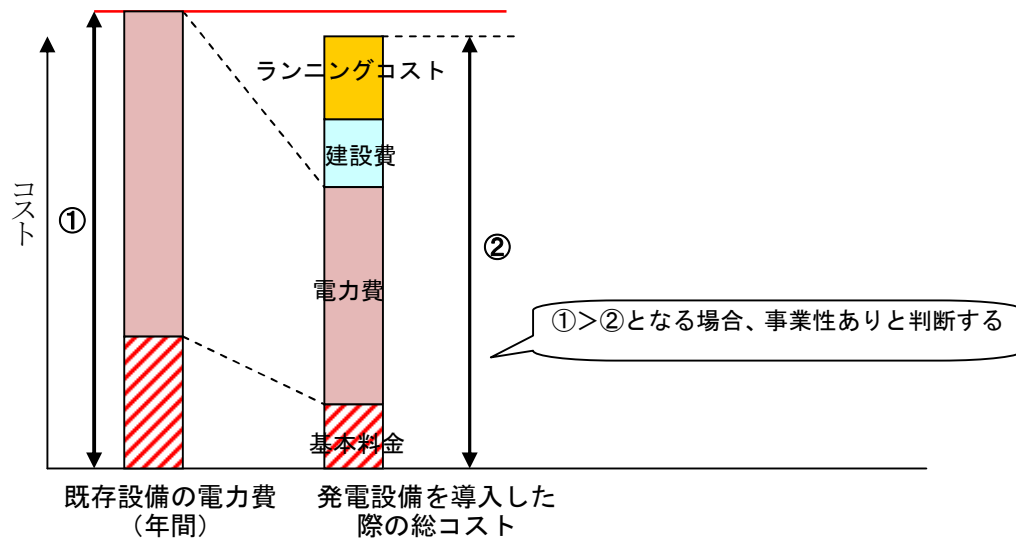 ランニングコスト
建設費
コスト
①
②
電力費
①>②となる場合、事業性ありと判断する
基本料金
既存設備の電力費
(年間)
発電設備を導入した
際の総コスト